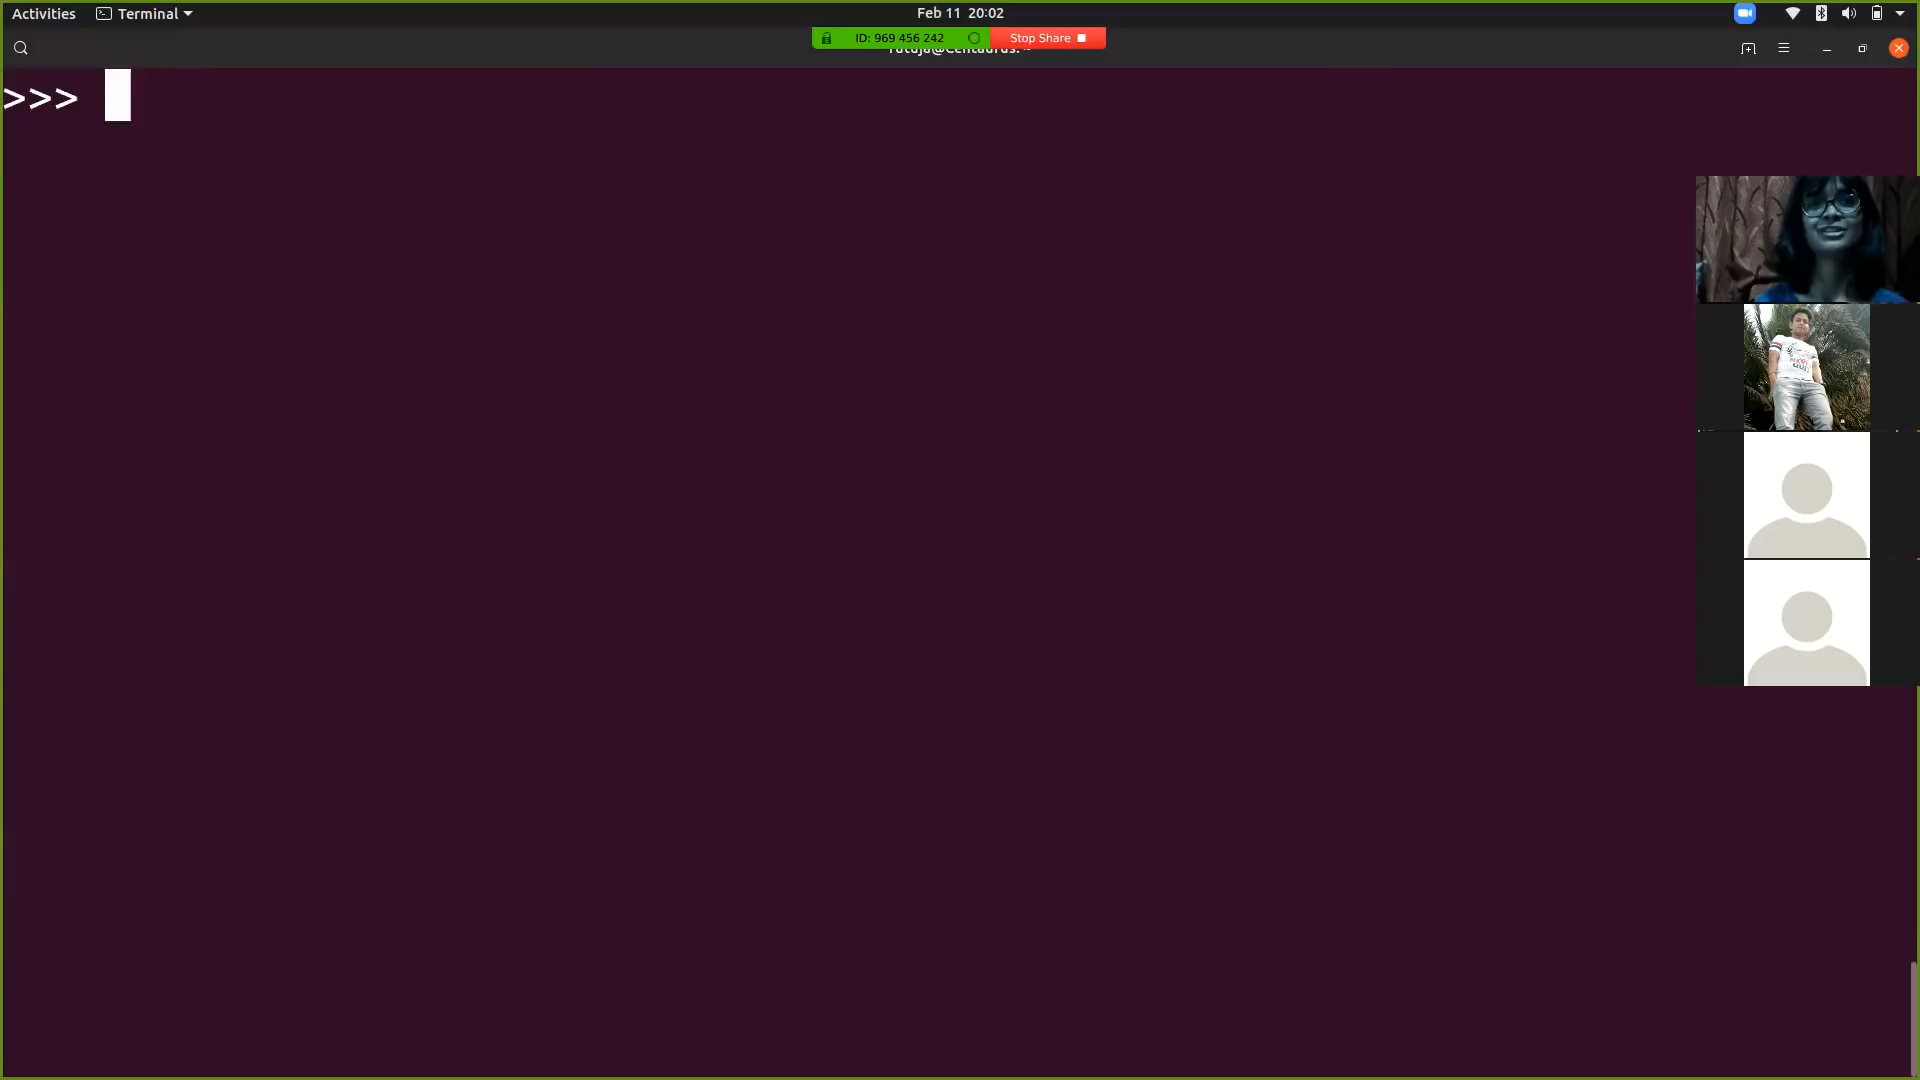 Activities Terminal Feb 11 20:02
ID: 969 456 242 Stop Share
>>>